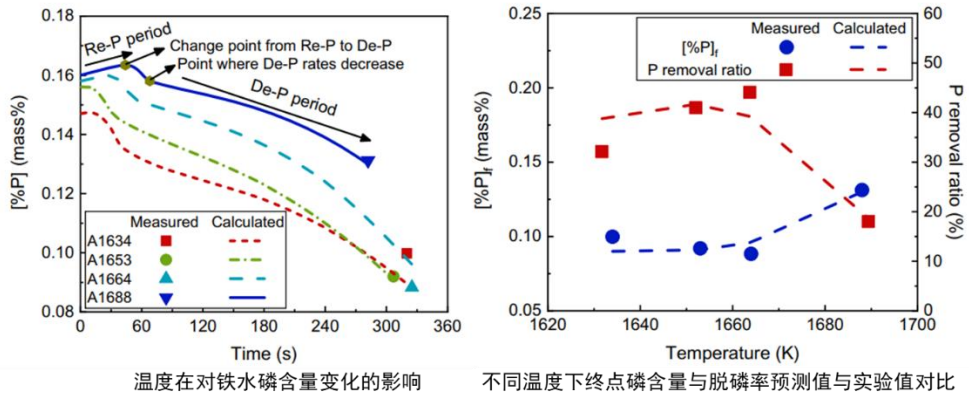 0.18
0.16
0.14
0.12
0.10
0.08
[%P] (mass%)
Re-P period
Change point from Re-P to De-P
Point where De-P rates decrease
De-P period
Measured Calculated
A1634
A1653
A1664
A1688
0 60 120 180 240 300 360
Time (s)
温度在对铁水磷含量变化的影响
0.25
0.20
0.15
0.10
0.05
[%P]f (mass%)
Measured Calculated
[%P]f
P removal ratio
60
50
40
30
20
10
0
P removal ratio (%)
1620 1640 1660 1680 1700
Temperature (K)
不同温度下终点磷含量与脱磷率预测值与实验值对比